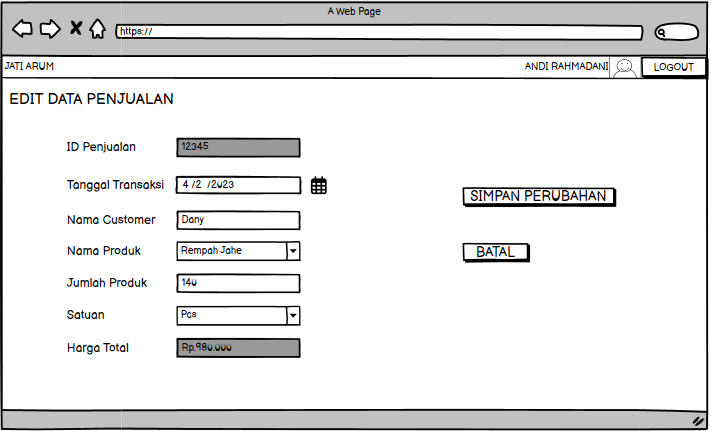 A Web Page
https://
JATI ARUM
ANDI RAHMADANI
LOGOUT
EDIT DATA PENJUALAN
ID Penjualan 12345
Tanggal Transaksi 4 /2 /2023
SIMPAN PERUBAHAN
Nama Customer Dany
Nama Produk Rempah Jahe
BATAL
Jumlah Produk 140
Satuan Pcs
Harga Total Rp.980.000